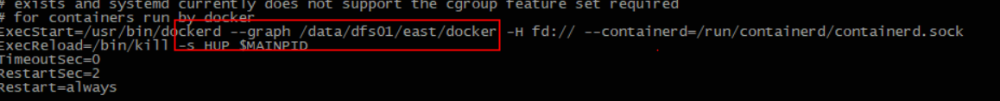 # exists and systemd currently does not support the cgroup feature set required
# for containers run by docker
ExecStart=/usr/bin/dockerd --graph /data/dfs01/east/docker -H fd:// --containerd=/run/containerd/containerd.sock
ExecReload=/bin/kill -s HUP $MAINPID
TimeoutSec=0
RestartSec=2
Restart=always